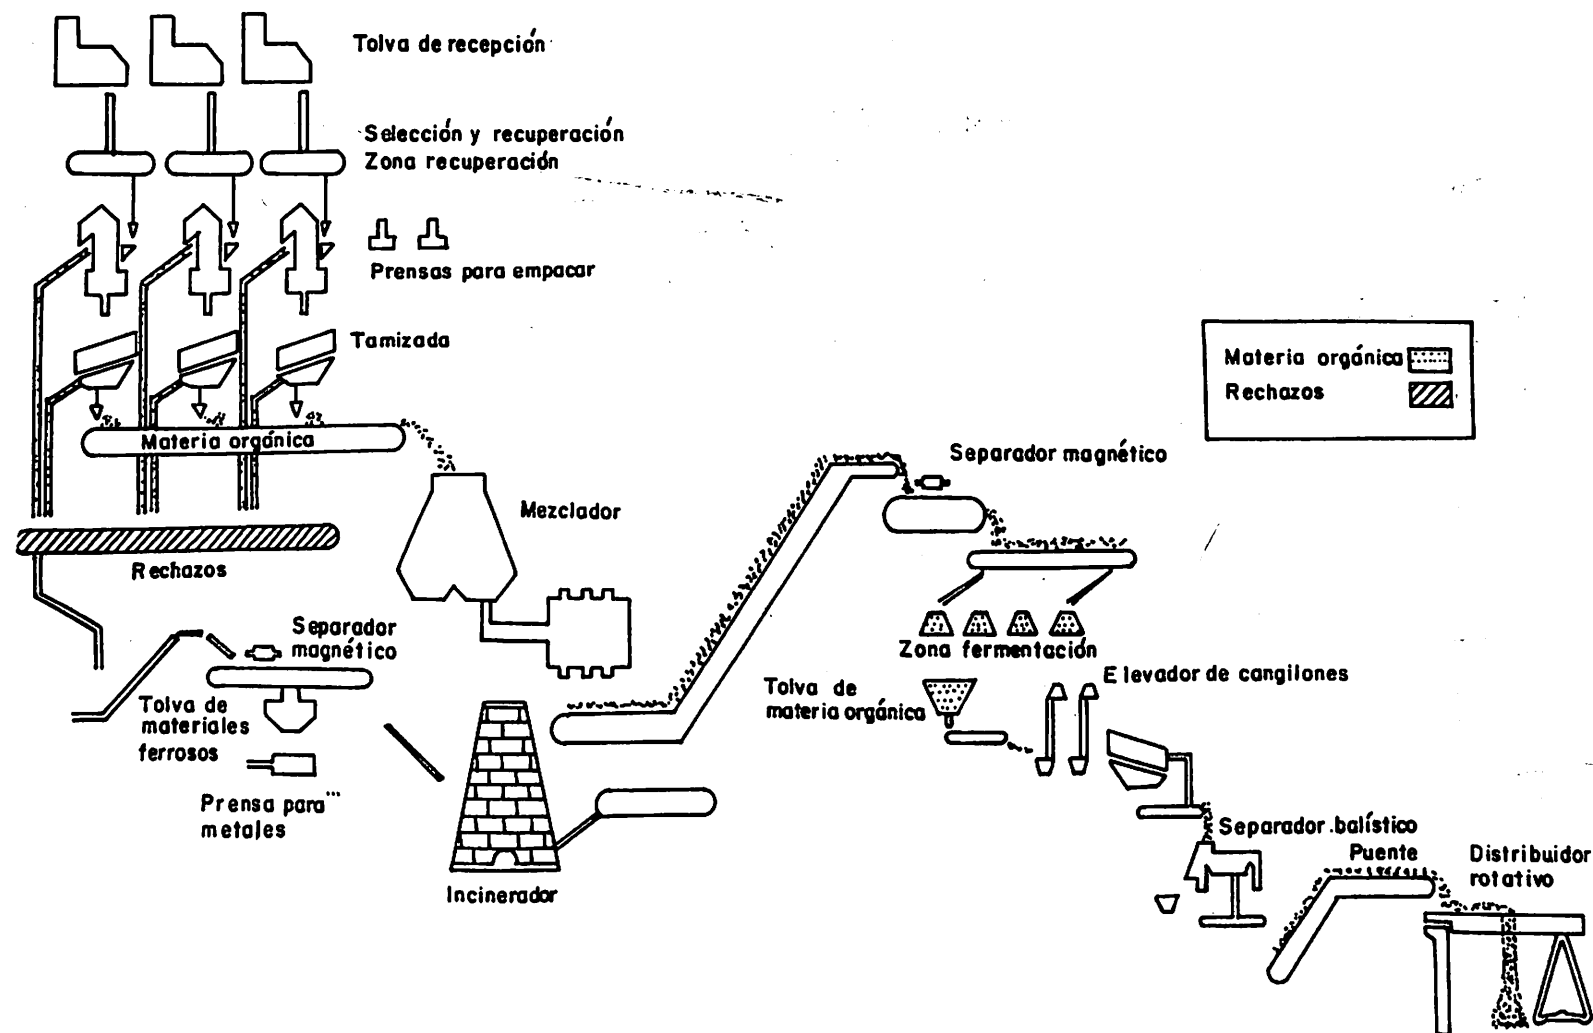 Tolva de recepción
Selección y recuperación
Zona recuperación
Prensas para empacar
Tamizada
Materia orgánica
Rechazos
Materia orgánica
Mezclador
Rechazos
Separador
magnético
Tolva de
materiales
ferrosos
Prensa para
metales
Incinerador
Separador magnético
Zona fermentación
Tolva de
materia orgánica
Elevador de cangilones
Separador balístico
Puente
Distribuidor
rotativo